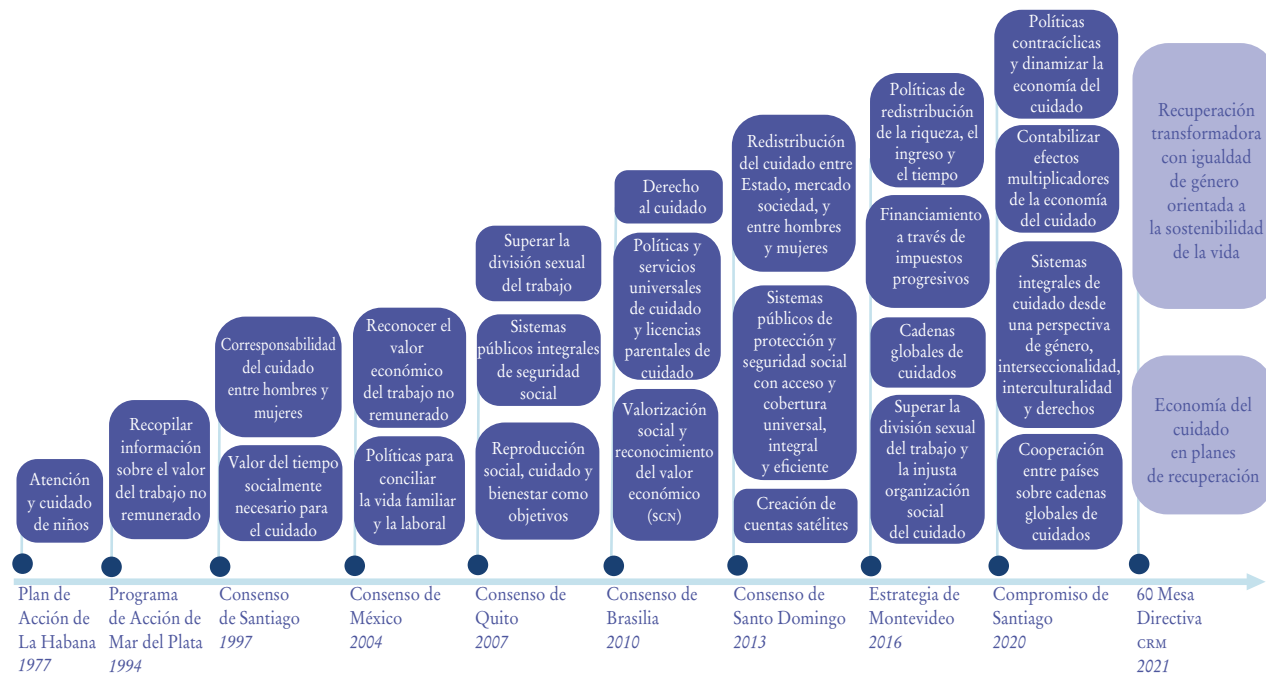 Atención
y cuidado
de niños
Plan de
Acción de
La Habana
1977
Recopilar
información
sobre el valor
del trabajo no
remunerado
Programa
de Acción de
Mar del Plata
1994
Corresponsabilidad
del cuidado
entre hombres y
mujeres
Valor del tiempo
socialmente
necesario para
el cuidado
Consenso
de Santiago
1997
Reconocer el
valor
económico
del trabajo no
remunerado
Políticas para
conciliar
la vida familiar
y la laboral
Consenso de
México
2004
Superar la
división sexual
del trabajo
Sistemas
públicos integrales
de seguridad
social
Reproducción
social, cuidado y
bienestar como
objetivos
Consenso de
Quito
2007
Derecho
al cuidado
Políticas y
servicios
universales
de cuidado
y licencias
parentales de
cuidado
Valorización
social y
reconocimiento
del valor
económico
(SCN)
Consenso de
Brasilia
2010
Redistribución
del cuidado entre
Estado, mercado
sociedad, y
entre hombres
y mujeres
Sistemas
públicos de
protección y
seguridad social
con acceso y
cobertura
universal,
integral
y eficiente
Creación de
cuentas satélites
Consenso de
Santo Domingo
2013
Políticas de
redistribución
de la riqueza, el
ingreso y
el tiempo
Financiamiento
a través de
impuestos
progresivos
Cadenas
globales de
cuidados
Superar la
división sexual
del trabajo y
la injusta
organización
social
del cuidado
Estrategia de
Montevideo
2016
Políticas
contracíclicas
y dinamizar la
economía del
cuidado
Contabilizar
efectos
multiplicadores
de la economía
del cuidado
Sistemas
integrales de
cuidado desde
una perspectiva
de género,
interseccionalidad,
interculturalidad
y derechos
Cooperación
entre países
sobre cadenas
globales de
cuidados
Compromiso de
Santiago
2020
Recuperación
transformadora
con igualdad
de género
orientada a
la sostenibilidad
de la vida
Economía del
cuidado
en planes
de recuperación
60 Mesa
Directiva
CRM
2021